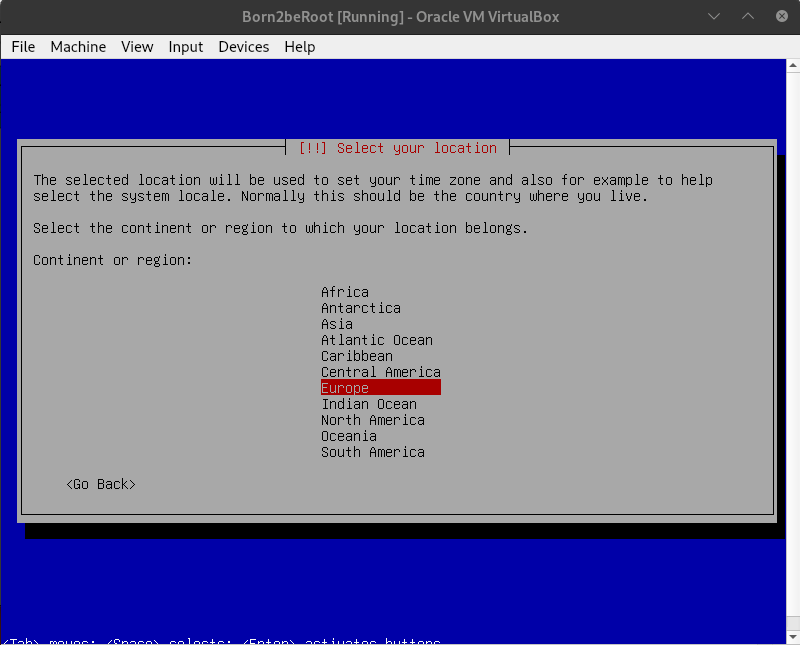 Born2beRoot [Running] - Oracle VM VirtualBox
File Machine View Input Devices Help
[!!] Select your location
The selected location will be used to set your time zone and also for example to help
select the system locale. Normally this should be the country where you live.
Select the continent or region to which your location belongs.
Continent or region:
Africa
Antarctica
Asia
Atlantic Ocean
Caribbean
Central America
Europe
Indian Ocean
North America
Oceania
South America
<Go Back>
<Tab> moves; <Space> selects; <Enter> activates buttons